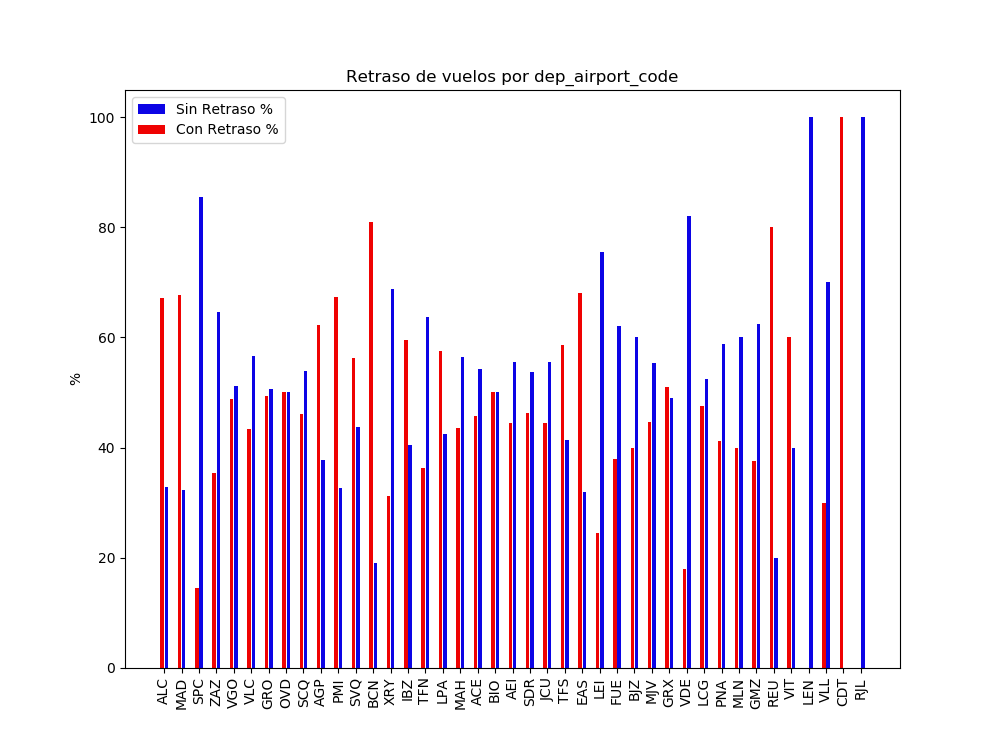 Retraso de vuelos por dep_airport_code
Sin Retraso %
Con Retraso %
%
100
80
60
40
20
0
ALC
MAD
SPC
ZAZ
VGO
VLC
GRO
OVD
SCQ
AGP
PMI
SVQ
BCN
XRY
IBZ
TFN
LPA
MAH
ACE
BIO
AEI
SDR
JCU
TFS
EAS
LEI
FUE
BJZ
MJV
GRX
VDE
LCG
PNA
MLN
GMZ
REU
VIT
LEN
VLL
CDT
RJL